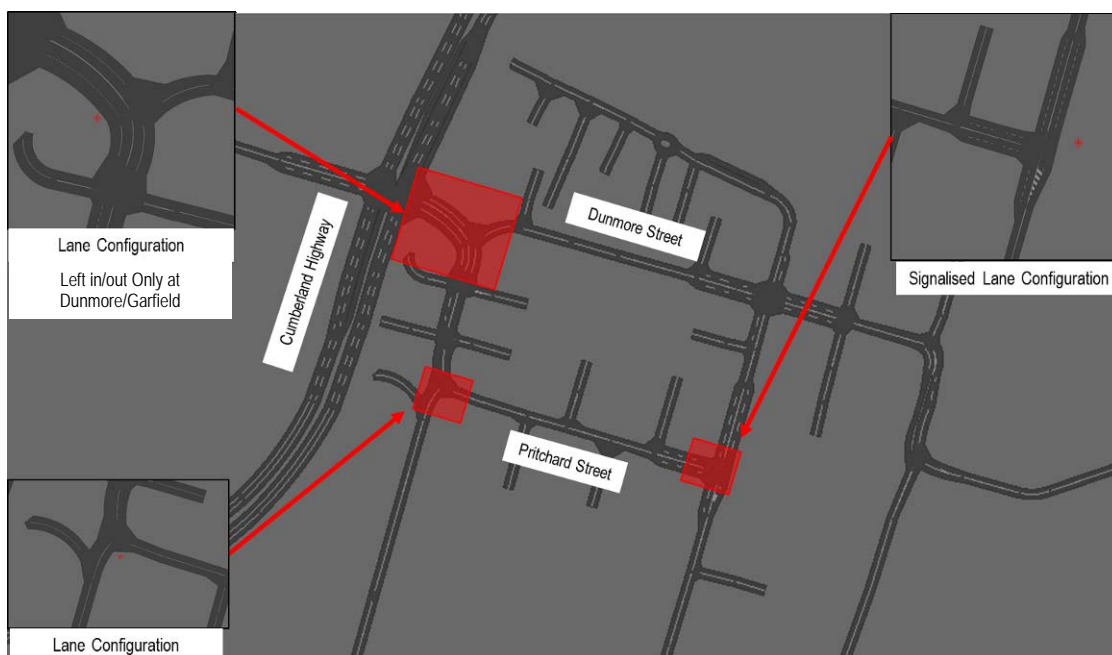 Lane Configuration
Left in/out Only at
Dunmore/Garfield
Cumberland Highway
Dunmore Street
Signalised Lane Configuration
Pritchard Street
Lane Configuration